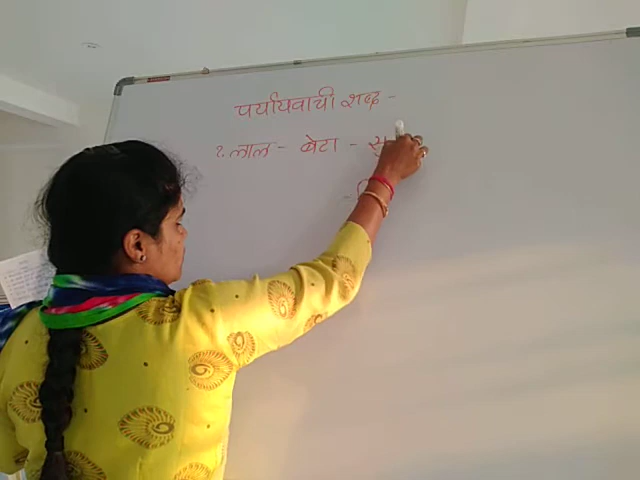 पर्यायवाची शब्द -
१. लाल - बेटा -